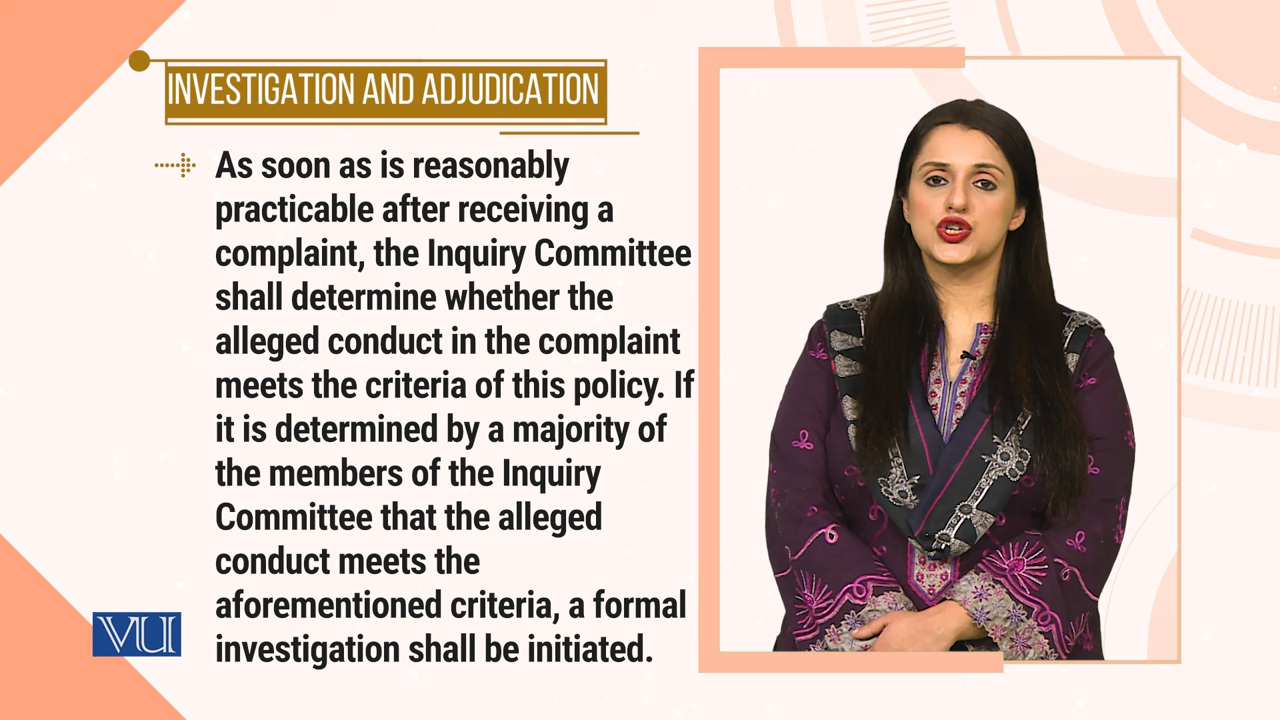 INVESTIGATION AND ADJUDICATION
As soon as is reasonably
practicable after receiving a
complaint, the Inquiry Committee
shall determine whether the
alleged conduct in the complaint
meets the criteria of this policy. If
it is determined by a majority of
the members of the Inquiry
Committee that the alleged
conduct meets the
aforementioned criteria, a formal
investigation shall be initiated.
VU